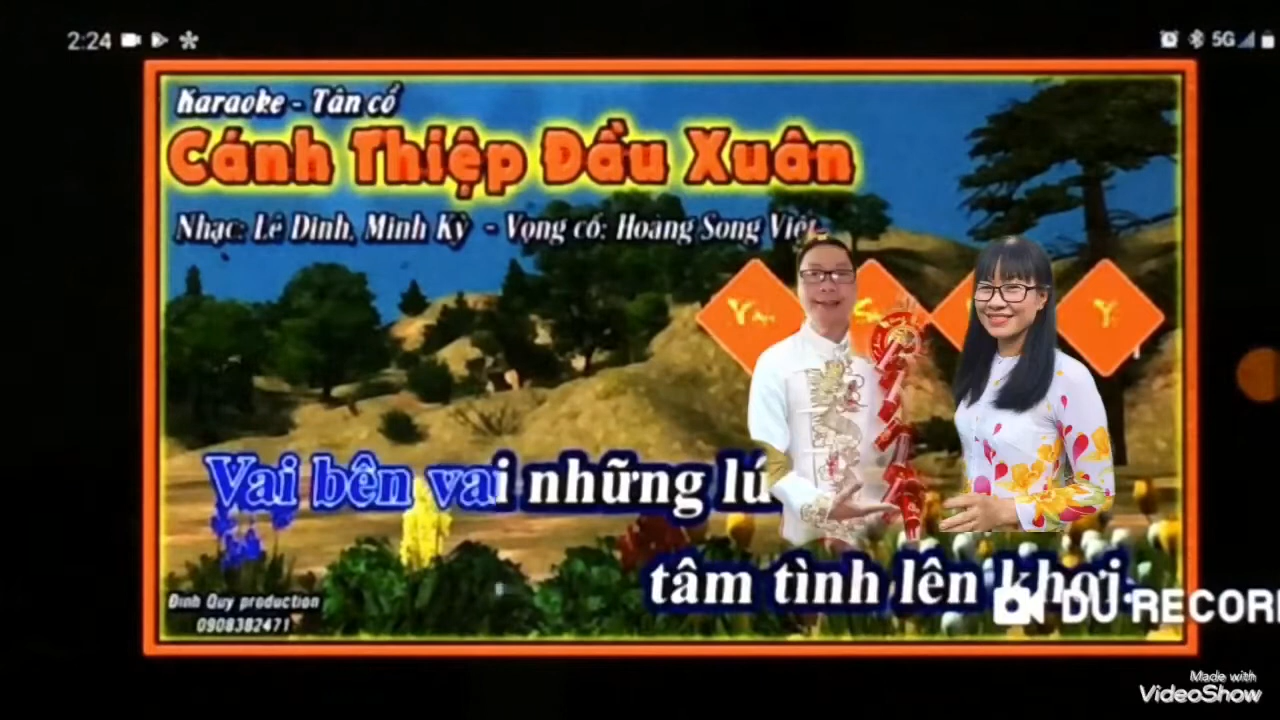 2:24
5G
Karaoke - Tân cổ
Cánh Thiệp Đầu Xuân
Nhạc: Lê Dinh, Minh Kỳ - Vọng cổ: Hoàng Song Việt
Vai bên vai những lú
tâm tình lên khơi.
Đinh Quy production
0908382471
DU RECOR
Made with
VideoShow